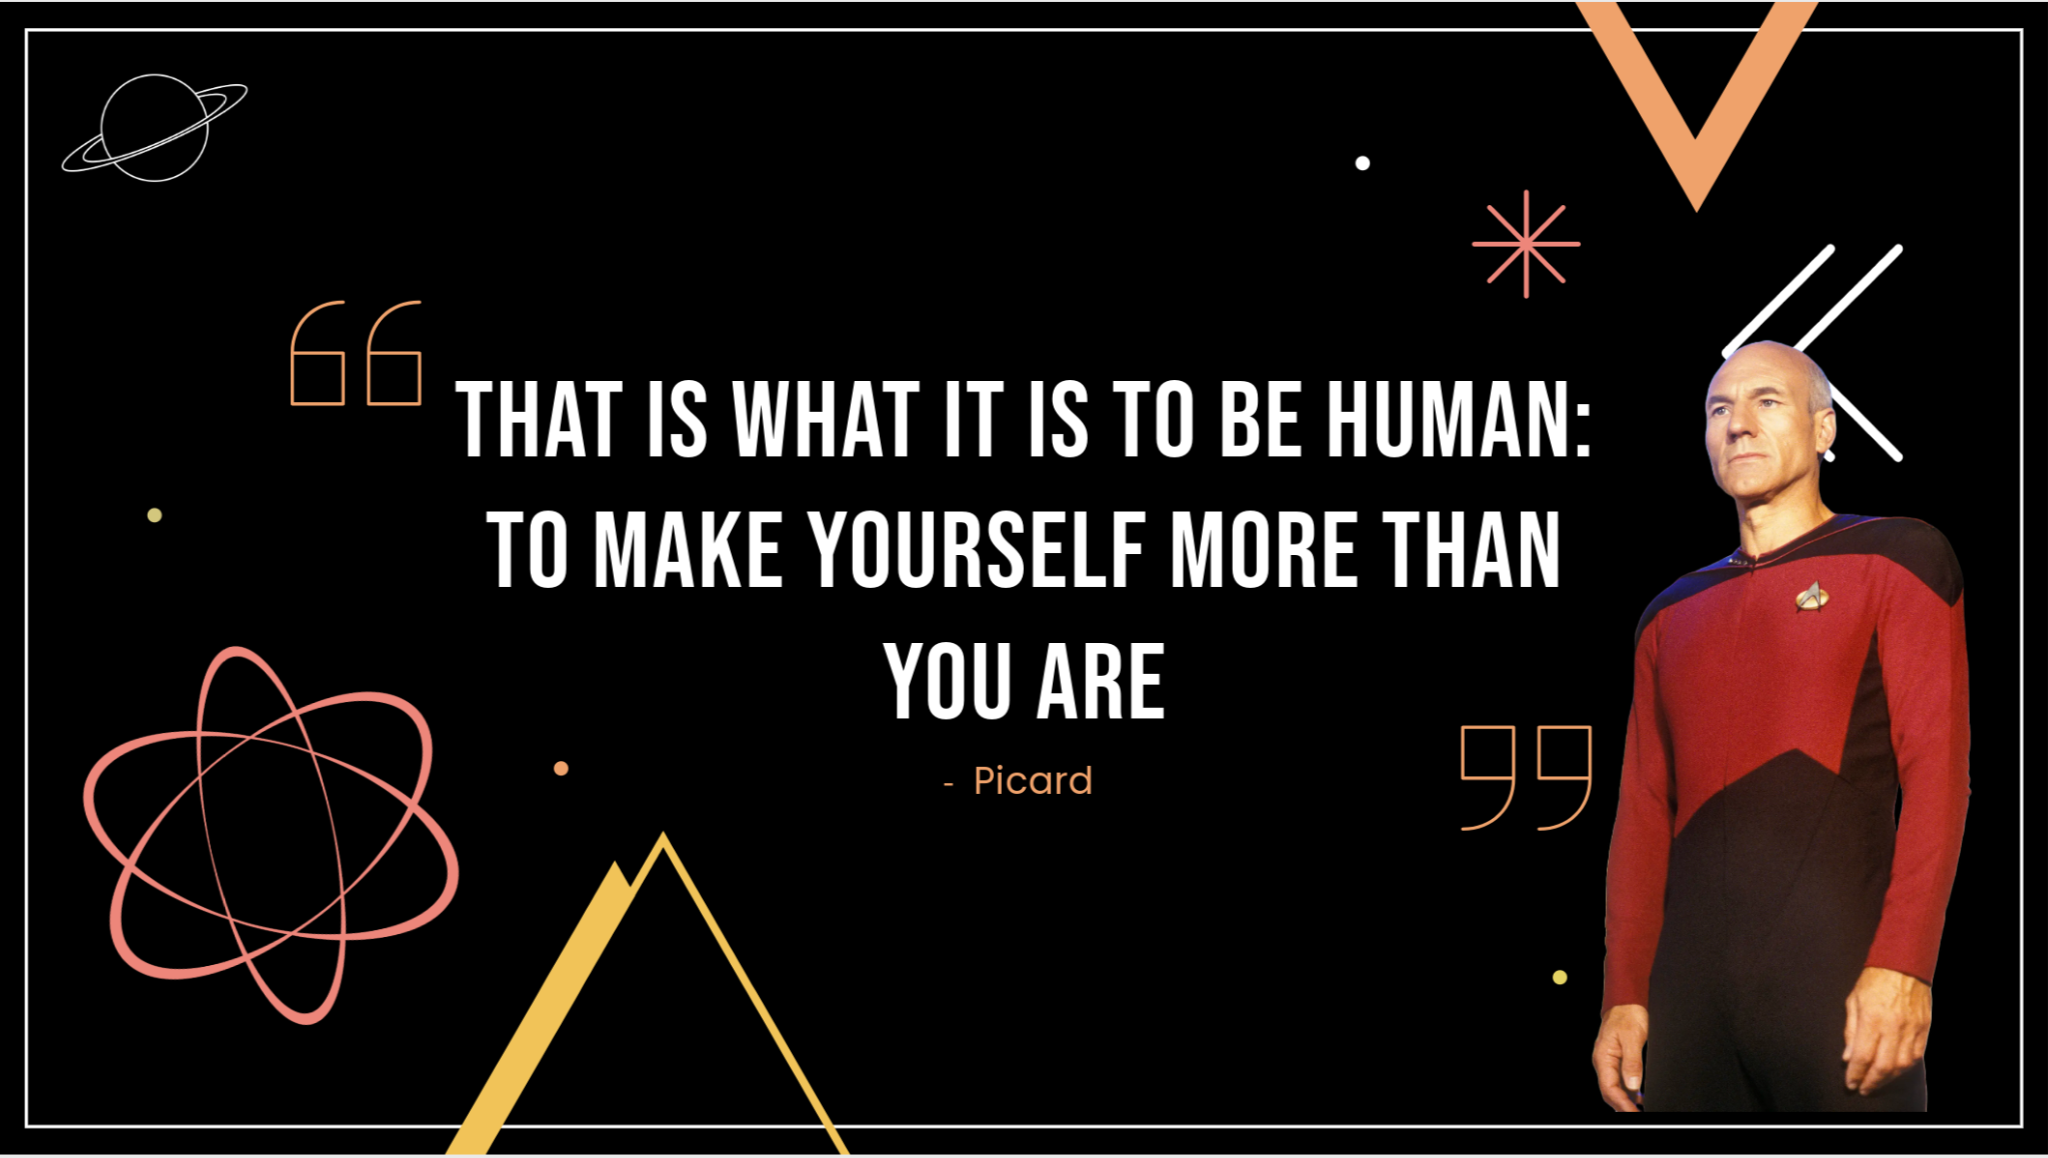 THAT IS WHAT IT IS TO BE HUMAN:
TO MAKE YOURSELF MORE THAN
YOU ARE
- Picard